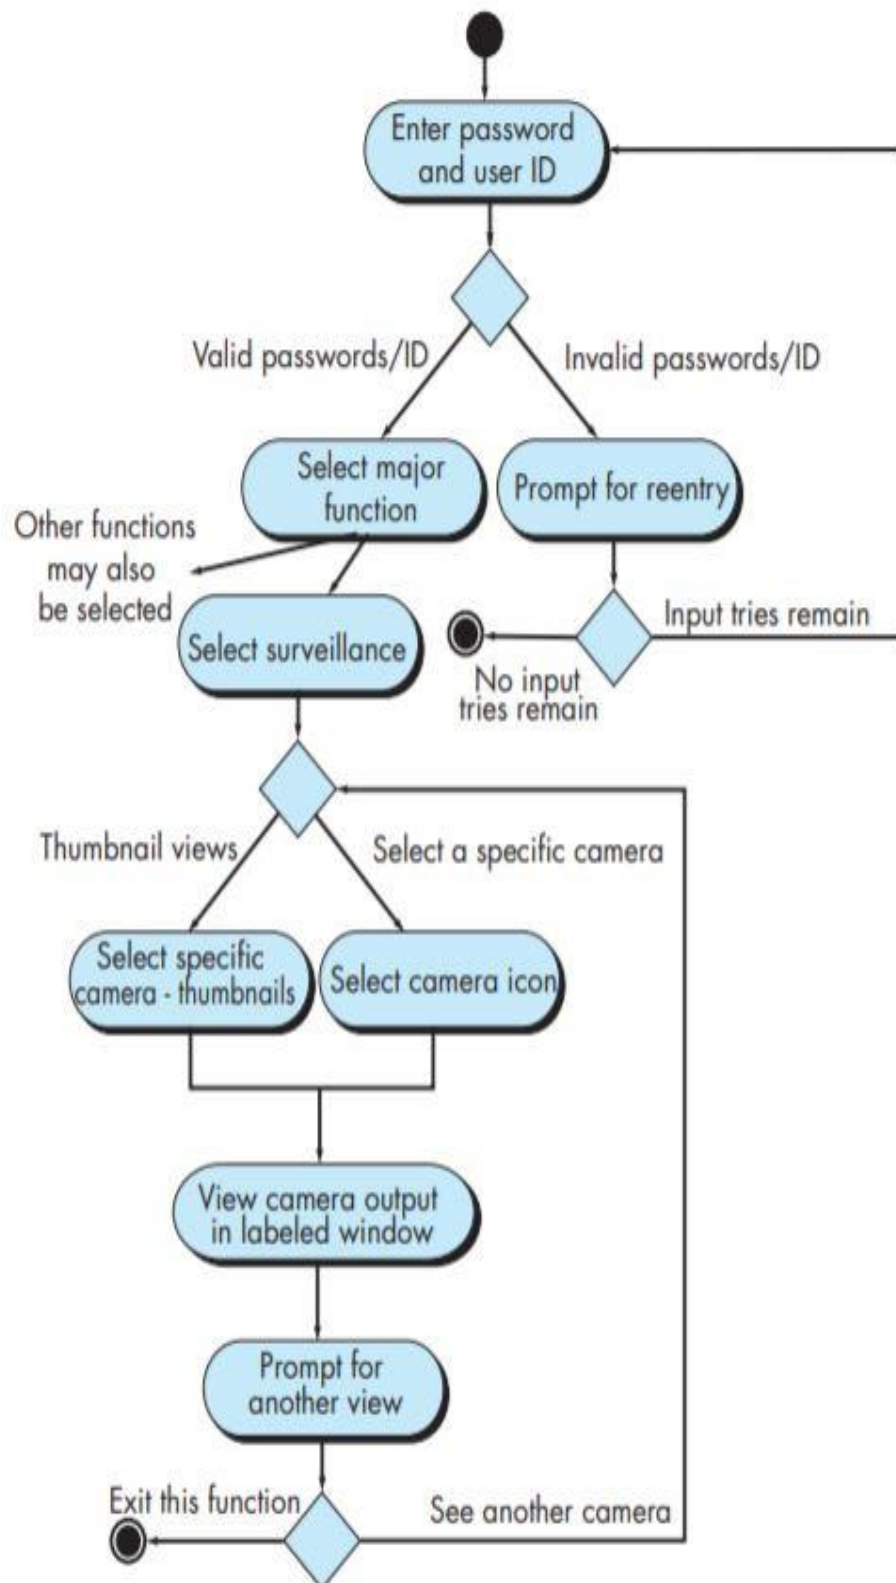 Enter password
and user ID
Valid passwords/ID
Invalid passwords/ID
Select major
function
Prompt for reentry
Other functions
may also
be selected
Select surveillance
Input tries remain
No input
tries remain
Thumbnail views
Select a specific camera
Select specific
camera - thumbnails
Select camera icon
View camera output
in labeled window
Prompt for
another view
Exit this function
See another camera